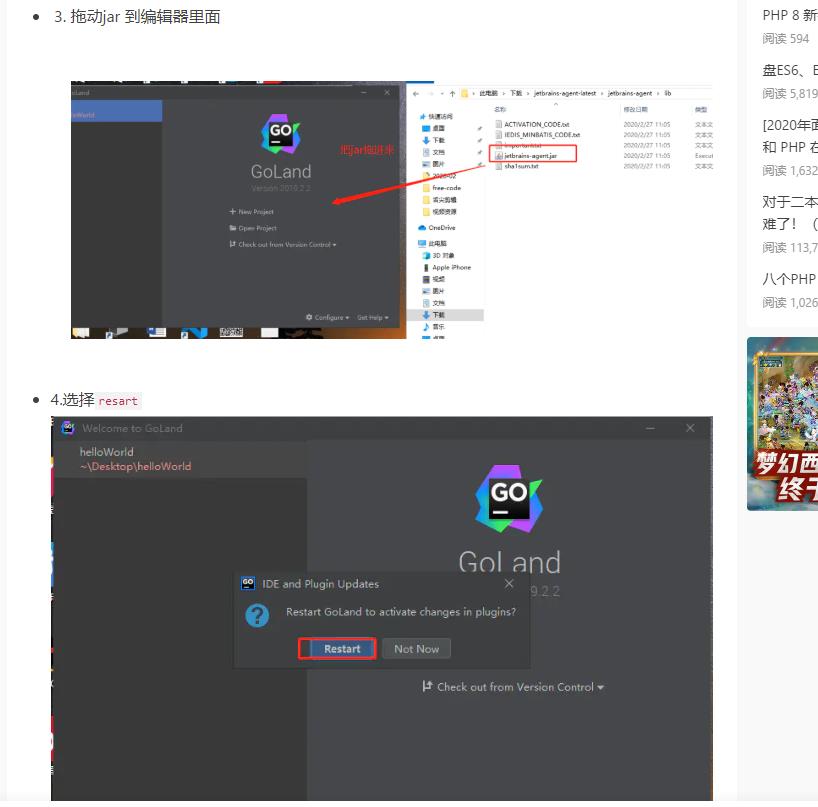 3. 拖动jar 到编辑器里面
GoLand
Version 2019.2.2
New Project
Open Project
Check out from Version Control
Configure
Get Help
把jar拖进来
此电脑 › 下载 › jetbrains-agent-latest › jetbrains-agent › lib
名称 修改日期 类型
快速访问
桌面
下载
文档
图片
2020-02
free-code
视频资源
OneDrive
此电脑
3D 对象
Apple iPhone
视频
图片
文档
下载
音乐
桌面
ACTIVATION_CODE.txt 2020/2/27 11:05 文本文
IEDIS_MINBATIS_CODE.txt 2020/2/27 11:05 文本文
important.txt 2020/2/27 11:05 文本文
jetbrains-agent.jar 2020/2/27 11:05 Execut
sha1sum.txt 2020/2/27 11:05 文本文
4.选择 resart
Welcome to GoLand
helloWorld
~\Desktop\helloWorld
GoLand
9.2.2
IDE and Plugin Updates
Restart GoLand to activate changes in plugins?
Restart
Not Now
Check out from Version Control
PHP 8 新
阅读 594
盘ES6、E
阅读 5,819
[2020年面
和 PHP 在
阅读 1,632
对于二本
难了！（
阅读 113,7
八个PHP
阅读 1,026
梦幻西
终于